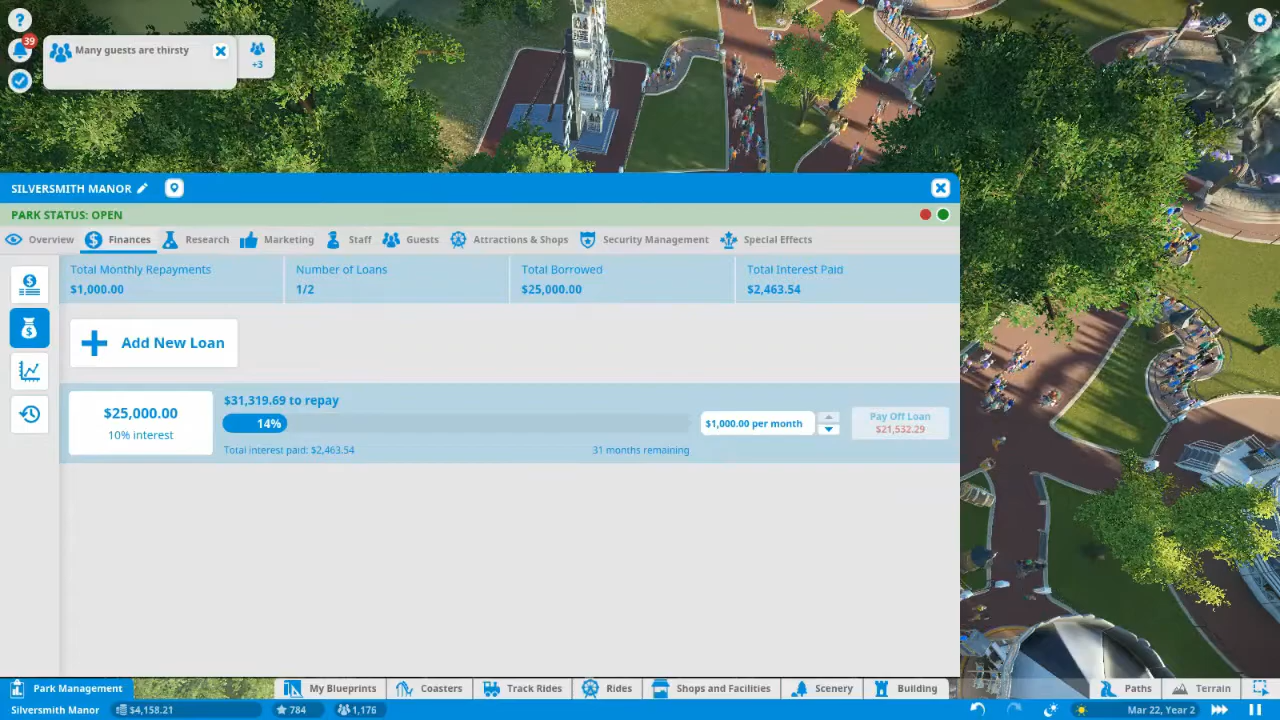 ?
39
Many guests are thirsty
+3
SILVERSMITH MANOR
PARK STATUS: OPEN
Overview
Finances
Research
Marketing
Staff
Guests
Attractions & Shops
Security Management
Special Effects
Total Monthly Repayments
$1,000.00
Number of Loans
1/2
Total Borrowed
$25,000.00
Total Interest Paid
$2,463.54
Add New Loan
$25,000.00
10% interest
$31,319.69 to repay
14%
Total interest paid: $2,463.54
31 months remaining
$1,000.00 per month
Pay Off Loan
$21,532.29
Park Management
My Blueprints
Coasters
Track Rides
Rides
Shops and Facilities
Scenery
Building
Paths
Terrain
Silversmith Manor
$4,158.21
784
1,176
Mar 22, Year 2